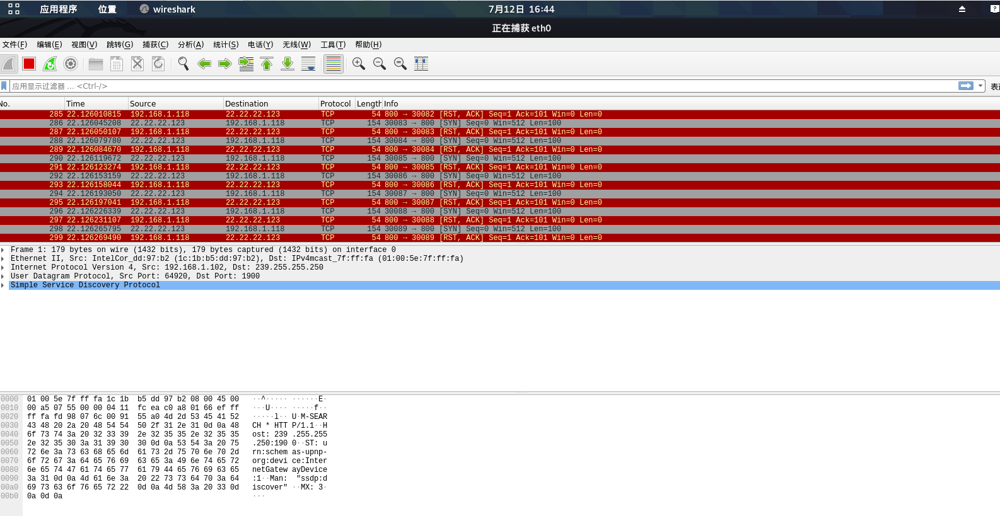 应用程序 位置 wireshark 7月12日 16:44 ?
正在捕获 eth0
文件(F) 编辑(E) 视图(V) 跳转(G) 捕获(C) 分析(A) 统计(S) 电话(Y) 无线(W) 工具(T) 帮助(H)
应用显示过滤器 … <Ctrl-/>
No. Time Source Destination Protocol Length Info
285 22.126010815 192.168.1.118 22.22.22.123 TCP 54 800 → 30082 [RST, ACK] Seq=1 Ack=101 Win=0 Len=0
286 22.126045208 22.22.22.123 192.168.1.118 TCP 154 30083 → 800 [SYN] Seq=0 Win=512 Len=100
287 22.126050107 192.168.1.118 22.22.22.123 TCP 54 800 → 30083 [RST, ACK] Seq=1 Ack=101 Win=0 Len=0
288 22.126079780 22.22.22.123 192.168.1.118 TCP 154 30084 → 800 [SYN] Seq=0 Win=512 Len=100
289 22.126084670 192.168.1.118 22.22.22.123 TCP 54 800 → 30084 [RST, ACK] Seq=1 Ack=101 Win=0 Len=0
290 22.126119672 22.22.22.123 192.168.1.118 TCP 154 30085 → 800 [SYN] Seq=0 Win=512 Len=100
291 22.126123274 192.168.1.118 22.22.22.123 TCP 54 800 → 30085 [RST, ACK] Seq=1 Ack=101 Win=0 Len=0
292 22.126153159 22.22.22.123 192.168.1.118 TCP 154 30086 → 800 [SYN] Seq=0 Win=512 Len=100
293 22.126158044 192.168.1.118 22.22.22.123 TCP 54 800 → 30086 [RST, ACK] Seq=1 Ack=101 Win=0 Len=0
294 22.126193050 22.22.22.123 192.168.1.118 TCP 154 30087 → 800 [SYN] Seq=0 Win=512 Len=100
295 22.126197041 192.168.1.118 22.22.22.123 TCP 54 800 → 30087 [RST, ACK] Seq=1 Ack=101 Win=0 Len=0
296 22.126226339 22.22.22.123 192.168.1.118 TCP 154 30088 → 800 [SYN] Seq=0 Win=512 Len=100
297 22.126231107 192.168.1.118 22.22.22.123 TCP 54 800 → 30088 [RST, ACK] Seq=1 Ack=101 Win=0 Len=0
298 22.126265795 22.22.22.123 192.168.1.118 TCP 154 30089 → 800 [SYN] Seq=0 Win=512 Len=100
299 22.126269490 192.168.1.118 22.22.22.123 TCP 54 800 → 30089 [RST, ACK] Seq=1 Ack=101 Win=0 Len=0
Frame 1: 179 bytes on wire (1432 bits), 179 bytes captured (1432 bits) on interface 0
Ethernet II, Src: IntelCor_dd:97:b2 (1c:1b:b5:dd:97:b2), Dst: IPv4mcast_7f:ff:fa (01:00:5e:7f:ff:fa)
Internet Protocol Version 4, Src: 192.168.1.102, Dst: 239.255.255.250
User Datagram Protocol, Src Port: 64920, Dst Port: 1900
Simple Service Discovery Protocol
0000 01 00 5e 7f ff fa 1c 1b b5 dd 97 b2 08 00 45 00 ··^····· ······E·
0010 00 a5 07 55 00 00 04 11 fc ea c0 a8 01 66 ef ff ···U···· ·····f··
0020 ff fa fd 98 07 6c 00 91 55 a0 4d 2d 53 45 41 52 ·····l·· U·M-SEAR
0030 43 48 20 2a 20 48 54 54 50 2f 31 2e 31 0d 0a 48 CH * HTT P/1.1··H
0040 6f 73 74 3a 20 32 33 39 2e 32 35 35 2e 32 35 35 ost: 239 .255.255
0050 2e 32 35 30 3a 31 39 30 30 0d 0a 53 54 3a 20 75 .250:190 0··ST: u
0060 72 6e 3a 73 63 68 65 6d 61 73 2d 75 70 6e 70 2d rn:schem as-upnp-
0070 6f 72 67 3a 64 65 76 69 63 65 3a 49 6e 74 65 72 org:devi ce:Inter
0080 6e 65 74 47 61 74 65 77 61 79 44 65 76 69 63 65 netGatew ayDevice
0090 3a 31 0d 0a 4d 61 6e 3a 20 22 73 73 64 70 3a 64 :1··Man: "ssdp:d
00a0 69 73 63 6f 76 65 72 22 0d 0a 4d 58 3a 20 33 0d iscover" ··MX: 3·
00b0 0a 0d 0a ···